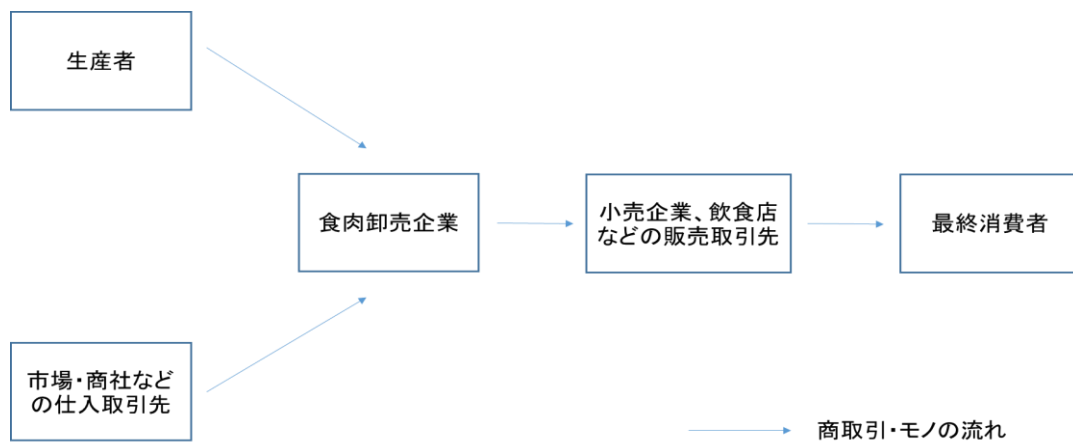 生産者
食肉卸売企業
小売企業、飲食店
などの販売取引先
最終消費者
市場・商社など
の仕入取引先
商取引・モノの流れ